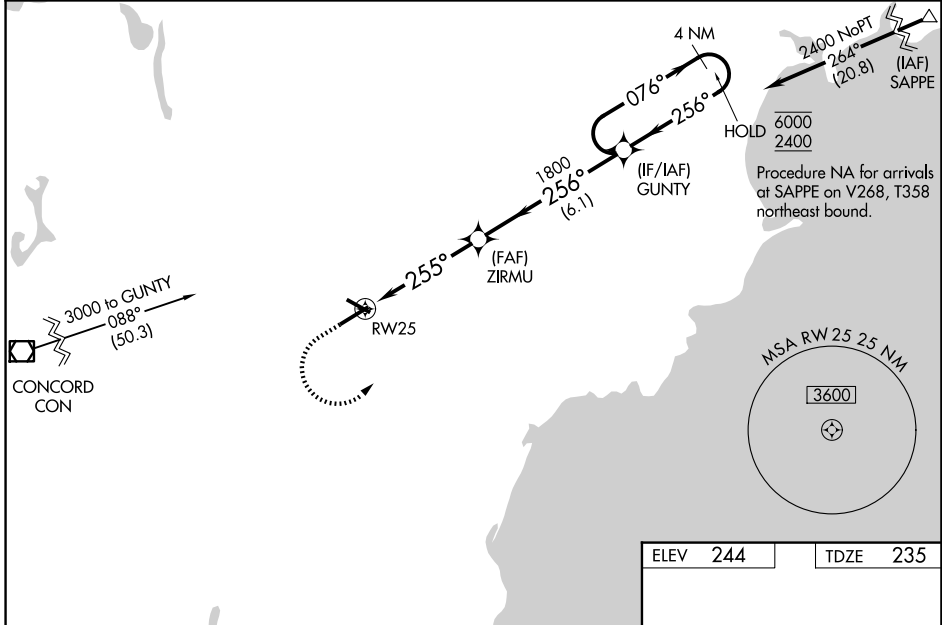 4 NM
2400 NoPT
264°
(20.8)
(IAF)
SAPPE
076°
256°
HOLD
6000
2400
Procedure NA for arrivals
at SAPPE on V268, T358
northeast bound.
1800
256°
(6.1)
(IF/IAF)
GUNTY
(FAF)
ZIRMU
255°
RW25
3000 to GUNTY
088°
(50.3)
CONCORD
CON
MSA RW 25 25 NM
3600
ELEV 244
TDZE 235